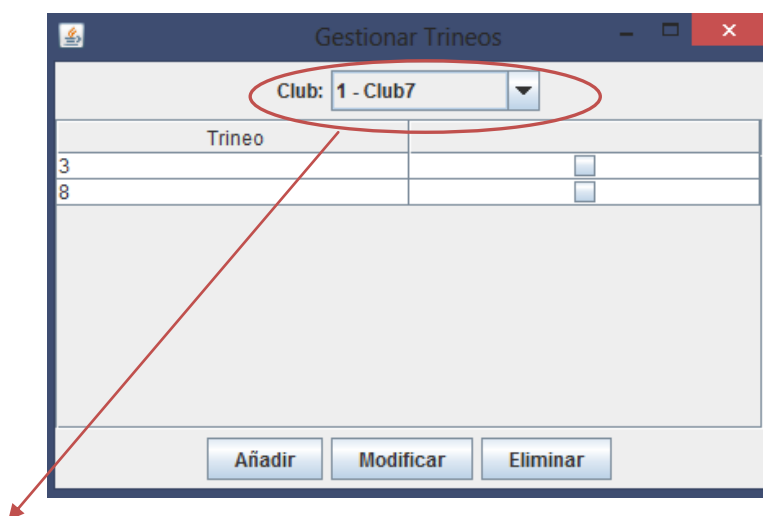 Gestionar Trineos
Club: 1 - Club7
Trineo
3
8
Añadir Modificar Eliminar